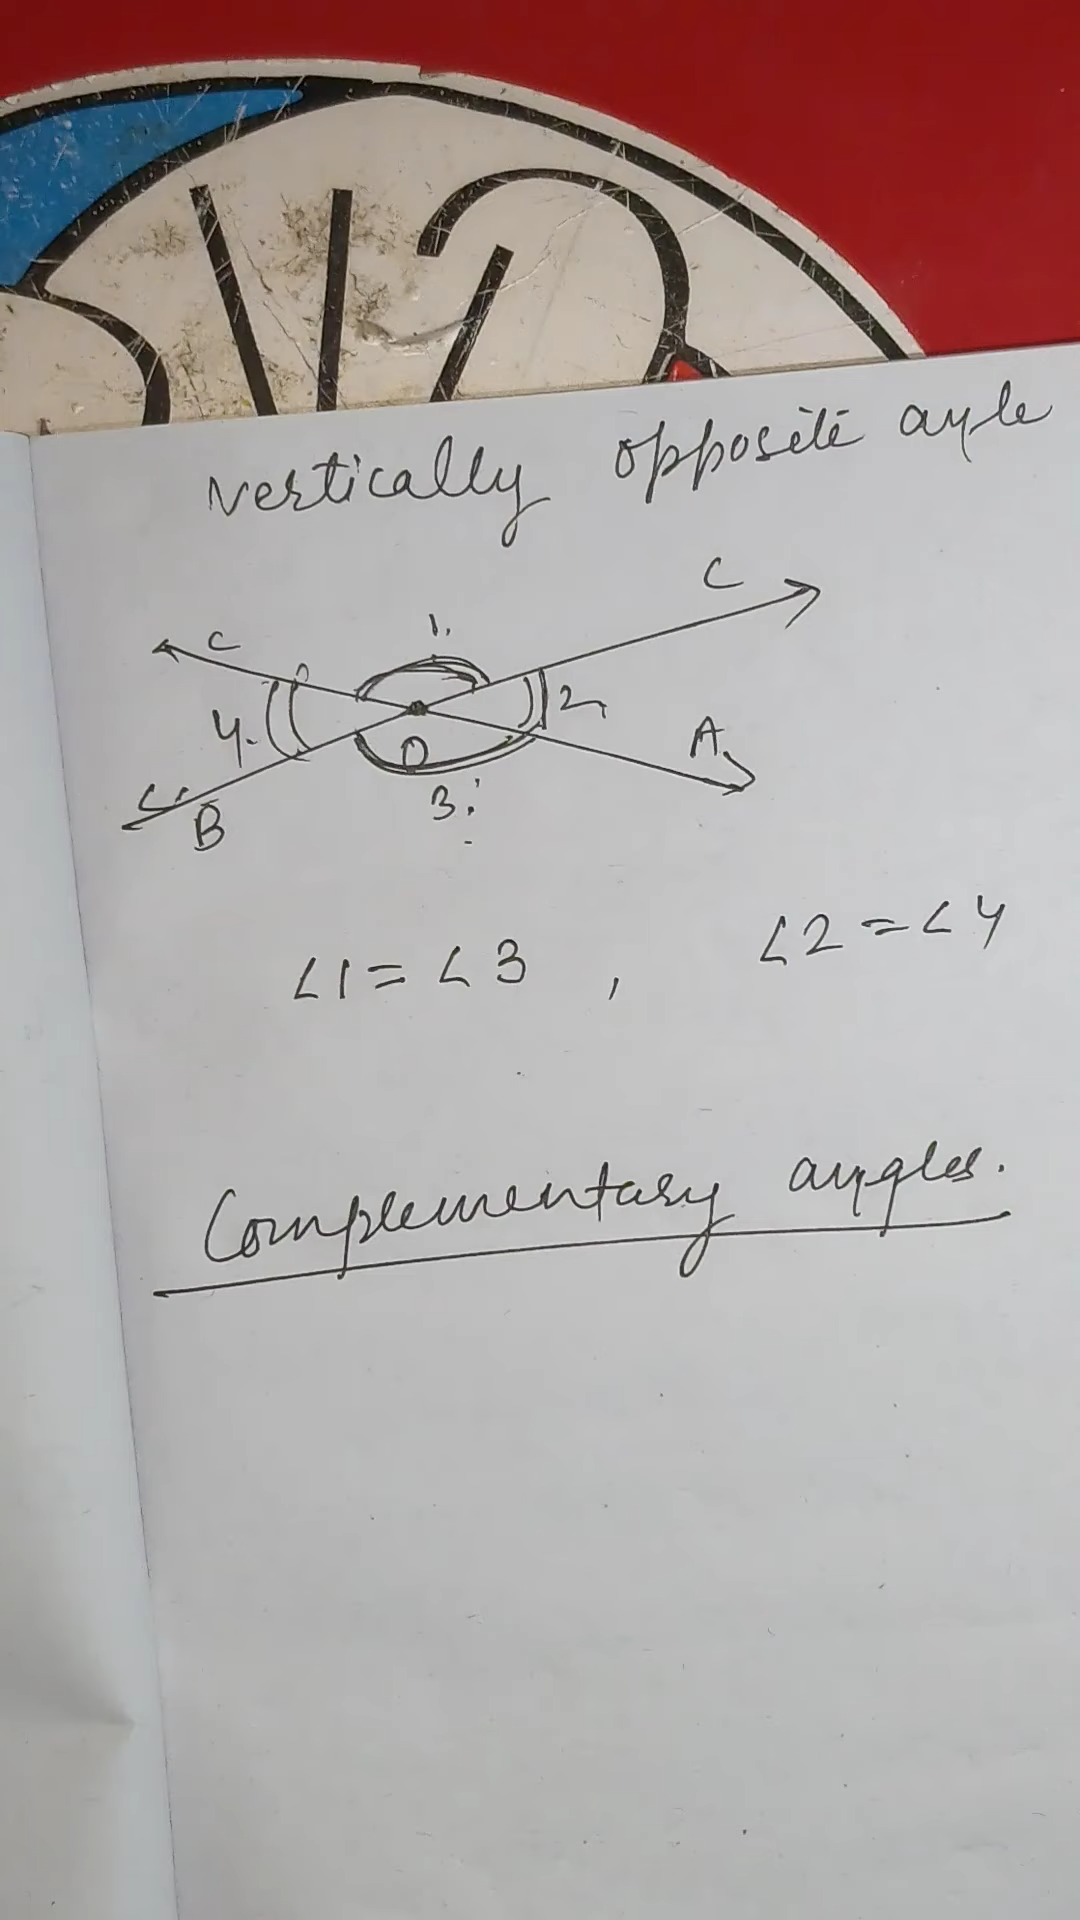 Vertically opposite angle
C
C
1.
4.
2
A
O
B
3.
∠1 = ∠3 , ∠2 = ∠4
Complementary angles.